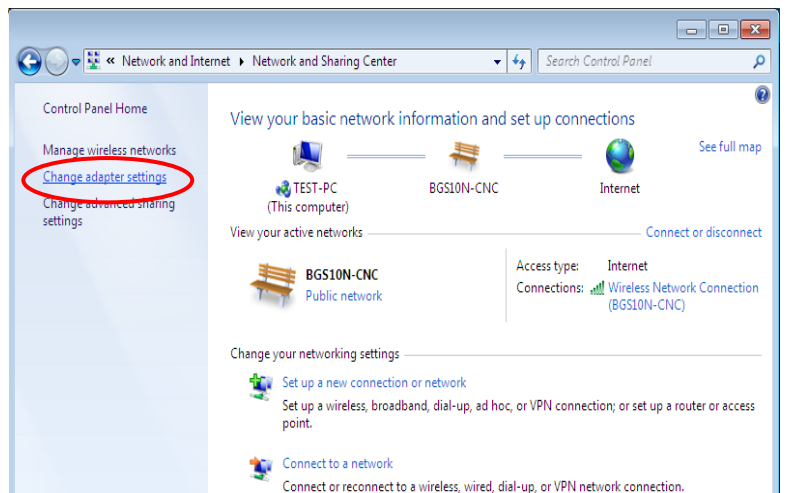 « Network and Internet ▸ Network and Sharing Center
Search Control Panel
Control Panel Home
Manage wireless networks
Change adapter settings
Change advanced sharing
settings
View your basic network information and set up connections
See full map
TEST-PC
(This computer)
BGS10N-CNC
Internet
View your active networks
Connect or disconnect
BGS10N-CNC
Public network
Access type: Internet
Connections: Wireless Network Connection
(BGS10N-CNC)
Change your networking settings
Set up a new connection or network
Set up a wireless, broadband, dial-up, ad hoc, or VPN connection; or set up a router or access
point.
Connect to a network
Connect or reconnect to a wireless, wired, dial-up, or VPN network connection.